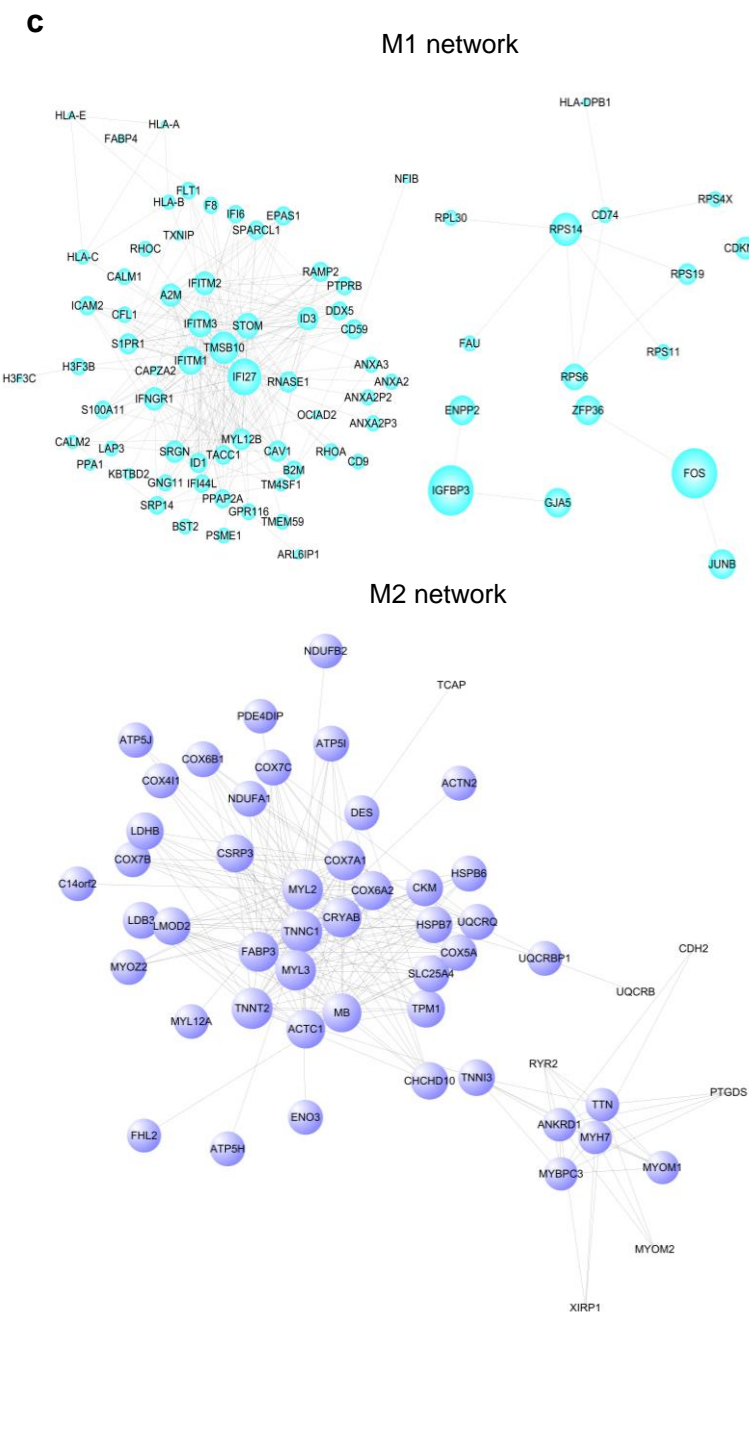 c
M1 network
HLA-DPB1
HLA-E
HLA-A
FABP4
NFIB
FLT1
HLA-B
F8
IFI6
EPAS1
RPS4X
CD74
RPL30
RPS14
SPARCL1
TXNIP
RHOC
HLA-C
RAMP2
RPS19
CALM1
IFITM2
PTPRB
A2M
ICAM2
CFL1
DDX5
ID3
IFITM3
STOM
CD59
S1PR1
TMSB10
FAU
RPS11
IFITM1
ANXA3
H3F3B
CAPZA2
H3F3C
IFI27
RNASE1
ANXA2
RPS6
IFNGR1
ANXA2P2
S100A11
OCIAD2
ENPP2
ZFP36
ANXA2P3
MYL12B
CALM2
LAP3
SRGN
TACC1
CAV1
RHOA
PPA1
ID1
CD9
KBTBD2
B2M
FOS
GNG11
IFI44L
TM4SF1
IGFBP3
PPAP2A
GJA5
SRP14
GPR116
TMEM59
BST2
PSME1
ARL6IP1
JUNB
M2 network
NDUFB2
TCAP
PDE4DIP
ATP5J
ATP5I
COX6B1
COX7C
COX4I1
ACTN2
NDUFA1
DES
LDHB
CSRP3
COX7B
COX7A1
HSPB6
C14orf2
MYL2
COX6A2
CKM
CRYAB
LDB3
LMOD2
HSPB7
UQCRQ
TNNC1
FABP3
COX5A
CDH2
UQCRBP1
MYOZ2
MYL3
SLC25A4
UQCRB
TNNT2
TPM1
MB
MYL12A
ACTC1
RYR2
CHCHD10
TNNI3
PTGDS
TTN
ENO3
ANKRD1
FHL2
MYH7
ATP5H
MYOM1
MYBPC3
MYOM2
XIRP1